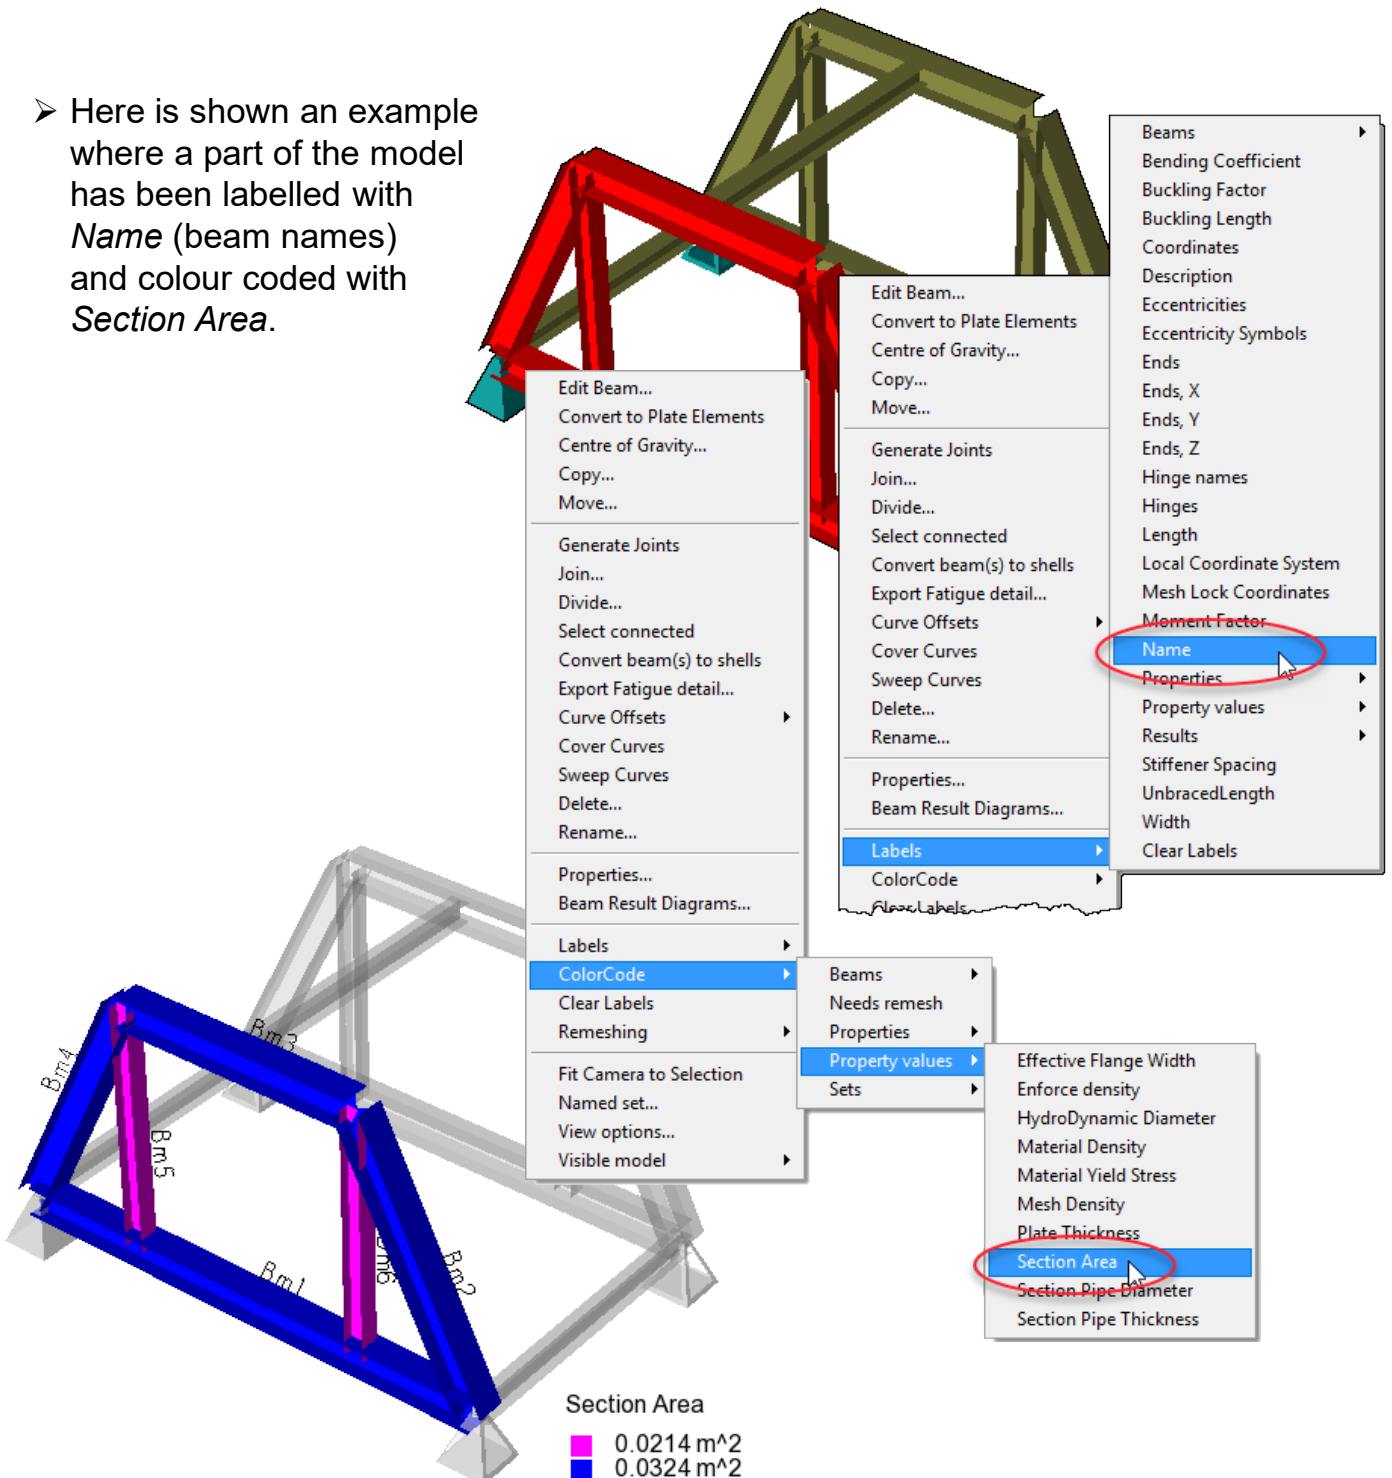 ➢ Here is shown an example
where a part of the model
has been labelled with
Name (beam names)
and colour coded with
Section Area.
Beams
Bending Coefficient
Buckling Factor
Buckling Length
Coordinates
Description
Eccentricities
Eccentricity Symbols
Ends
Ends, X
Ends, Y
Ends, Z
Hinge names
Hinges
Length
Local Coordinate System
Mesh Lock Coordinates
Moment Factor
Name
Properties
Property values
Results
Stiffener Spacing
UnbracedLength
Width
Clear Labels
Edit Beam...
Convert to Plate Elements
Centre of Gravity...
Copy...
Move...
Generate Joints
Join...
Divide...
Select connected
Convert beam(s) to shells
Export Fatigue detail...
Curve Offsets
Cover Curves
Sweep Curves
Delete...
Rename...
Properties...
Beam Result Diagrams...
Labels
ColorCode
Clear Labels
Edit Beam...
Convert to Plate Elements
Centre of Gravity...
Copy...
Move...
Generate Joints
Join...
Divide...
Select connected
Convert beam(s) to shells
Export Fatigue detail...
Curve Offsets
Cover Curves
Sweep Curves
Delete...
Rename...
Properties...
Beam Result Diagrams...
Labels
ColorCode
Clear Labels
Remeshing
Fit Camera to Selection
Named set...
View options...
Visible model
Beams
Needs remesh
Properties
Property values
Sets
Effective Flange Width
Enforce density
HydroDynamic Diameter
Material Density
Material Yield Stress
Mesh Density
Plate Thickness
Section Area
Section Pipe Diameter
Section Pipe Thickness
Bm3
Bm4
Bm5
Bm6
Bm2
Bm1
Section Area
0.0214 m^2
0.0324 m^2